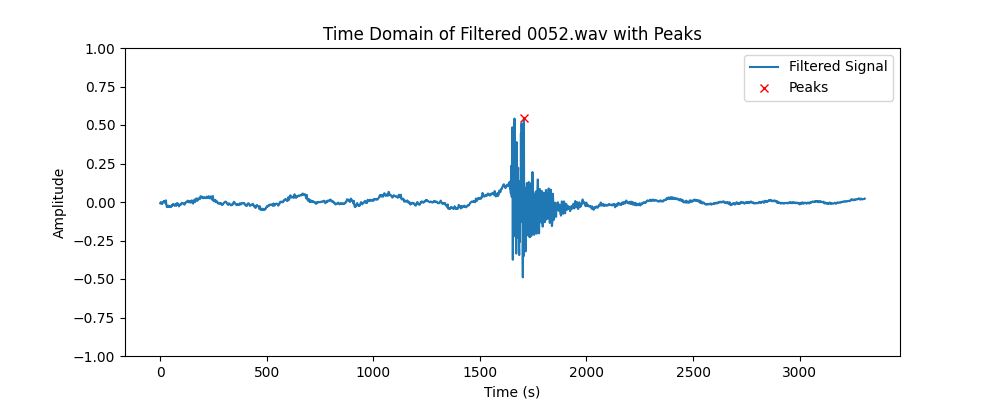 Time Domain of Filtered 0052.wav with Peaks
1.00
0.75
0.50
0.25
0.00
−0.25
−0.50
−0.75
−1.00
Amplitude
Filtered Signal
Peaks
0 500 1000 1500 2000 2500 3000
Time (s)